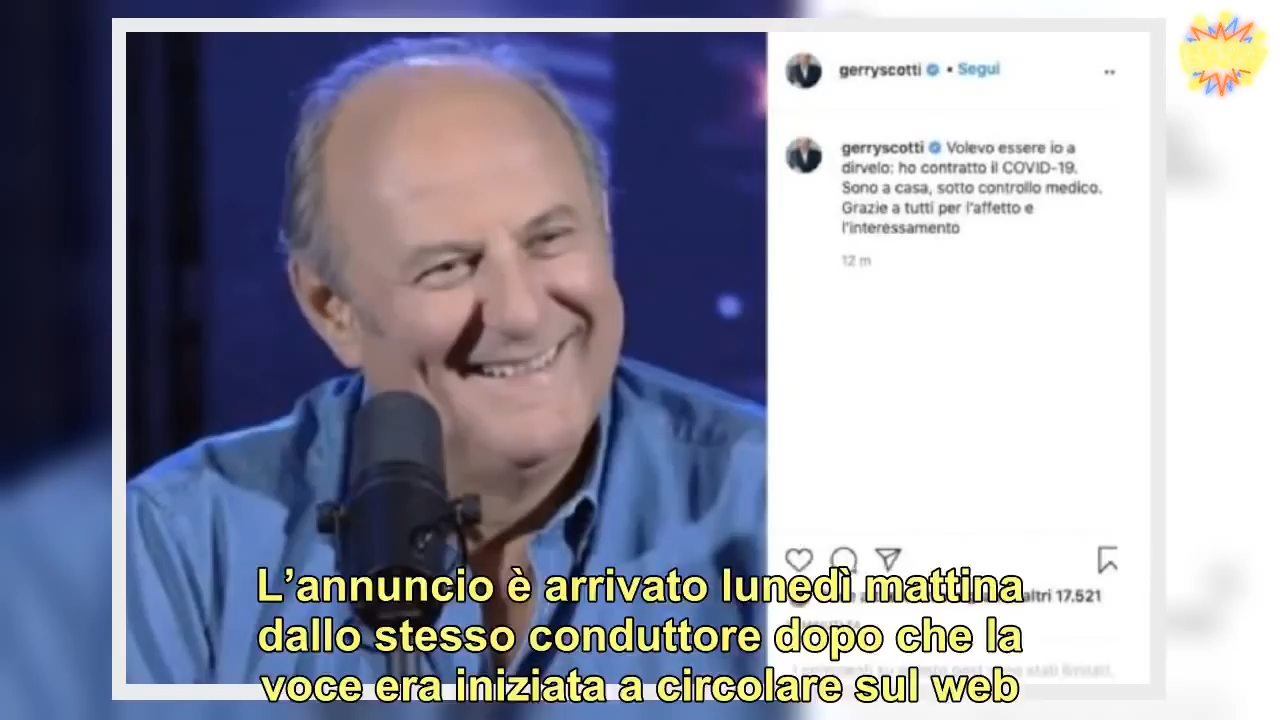 gerryscotti • Segui
gerryscotti Volevo essere io a
dirvelo: ho contratto il COVID-19.
Sono a casa, sotto controllo medico.
Grazie a tutti per l'affetto e
l'interessamento
12 m
altri 17.521
L’annuncio è arrivato lunedì mattina
dallo stesso conduttore dopo che la
voce era iniziata a circolare sul web